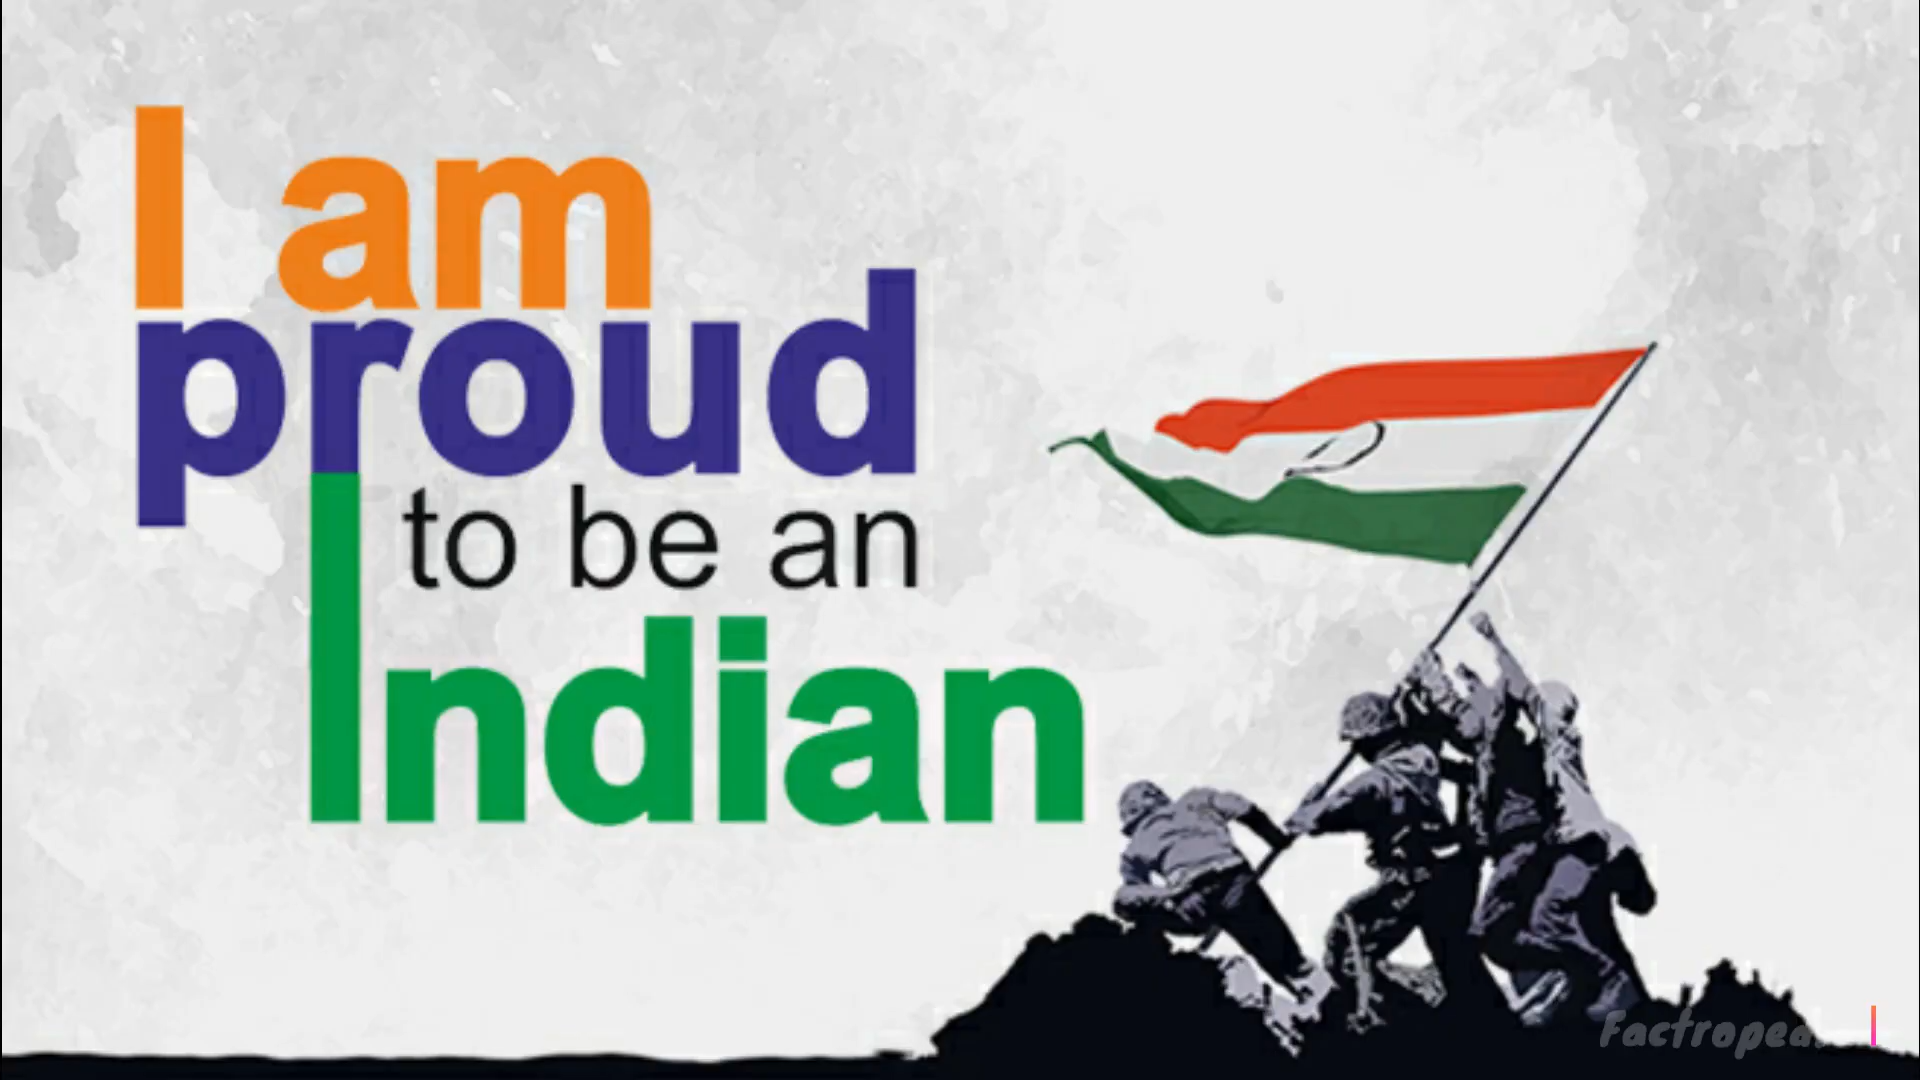 I am
proud
to be an
Indian